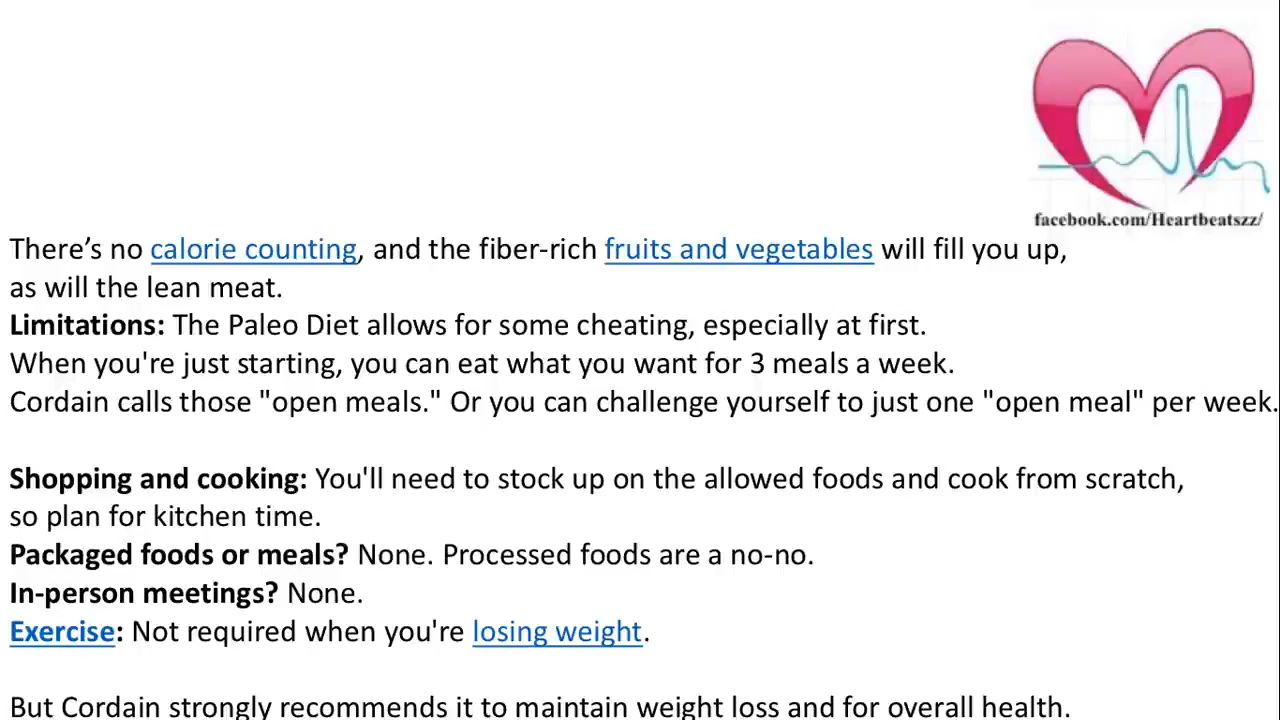 facebook.com/Heartbeatszz/
There’s no calorie counting, and the fiber-rich fruits and vegetables will fill you up,
as will the lean meat.
Limitations: The Paleo Diet allows for some cheating, especially at first.
When you're just starting, you can eat what you want for 3 meals a week.
Cordain calls those "open meals." Or you can challenge yourself to just one "open meal" per week.
Shopping and cooking: You'll need to stock up on the allowed foods and cook from scratch,
so plan for kitchen time.
Packaged foods or meals? None. Processed foods are a no-no.
In-person meetings? None.
Exercise: Not required when you're losing weight.
But Cordain strongly recommends it to maintain weight loss and for overall health.